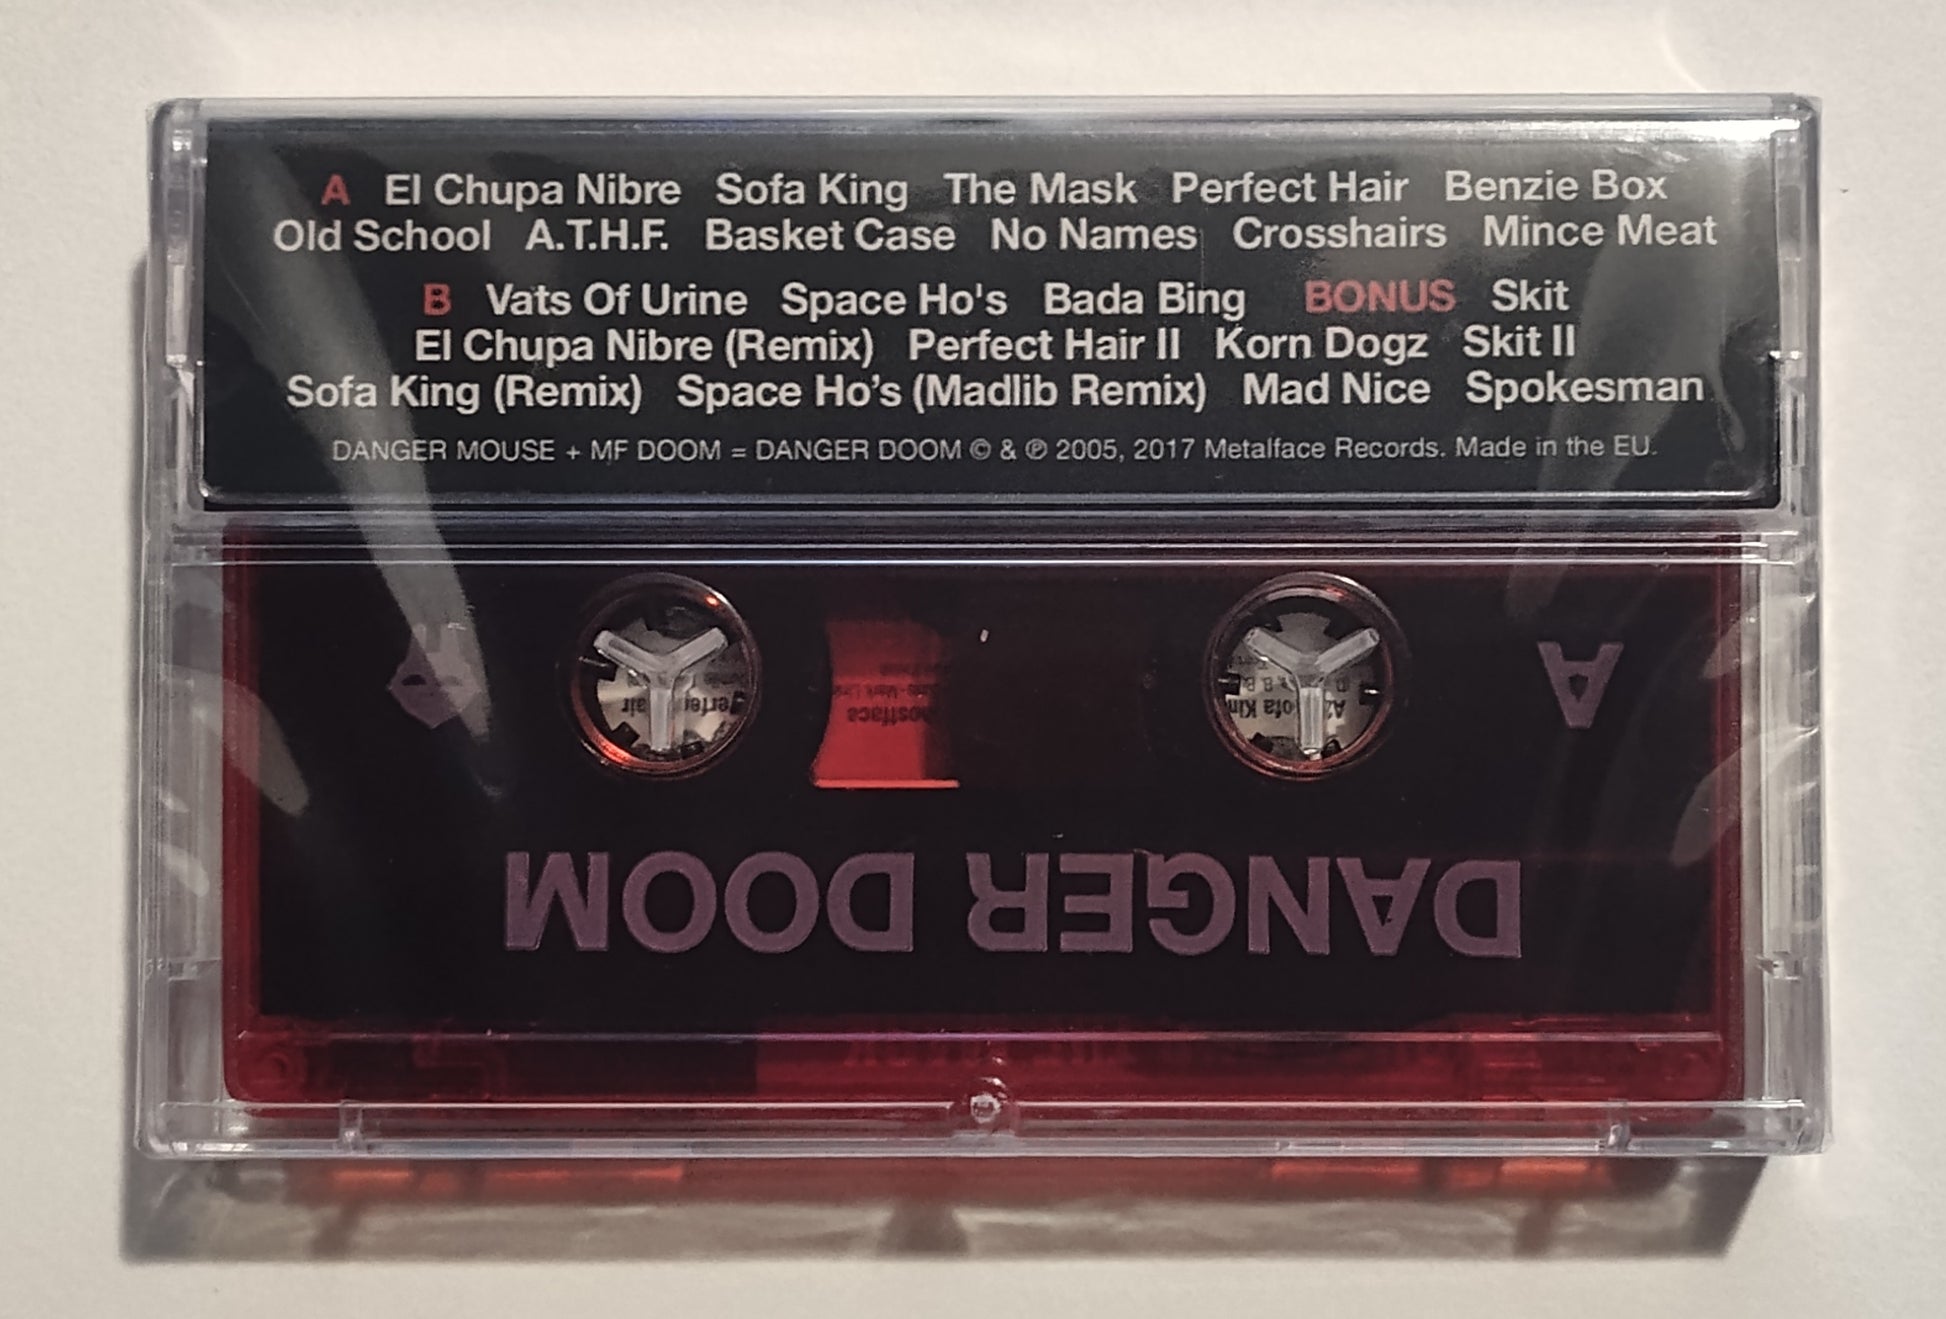 A El Chupa Nibre Sofa King The Mask Perfect Hair Benzie Box
Old School A.T.H.F. Basket Case No Names Crosshairs Mince Meat
B Vats Of Urine Space Ho's Bada Bing BONUS Skit
El Chupa Nibre (Remix) Perfect Hair II Korn Dogz Skit II
Sofa King (Remix) Space Ho’s (Madlib Remix) Mad Nice Spokesman
DANGER MOUSE + MF DOOM = DANGER DOOM © & ℗ 2005, 2017 Metalface Records. Made in the EU.
A
DANGER DOOM